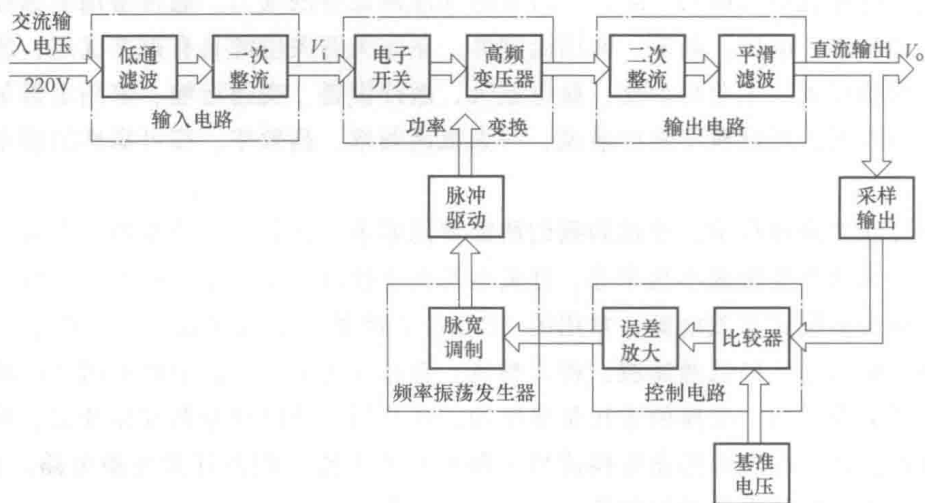 交流输
入电压
220V
低通
滤波
一次
整流
输入电路
Vi
电子
开关
高频
变压器
功率 变换
二次
整流
平滑
滤波
输出电路
直流输出 Vo
脉冲
驱动
采样
输出
脉宽
调制
频率振荡发生器
误差
放大
比较器
控制电路
基准
电压